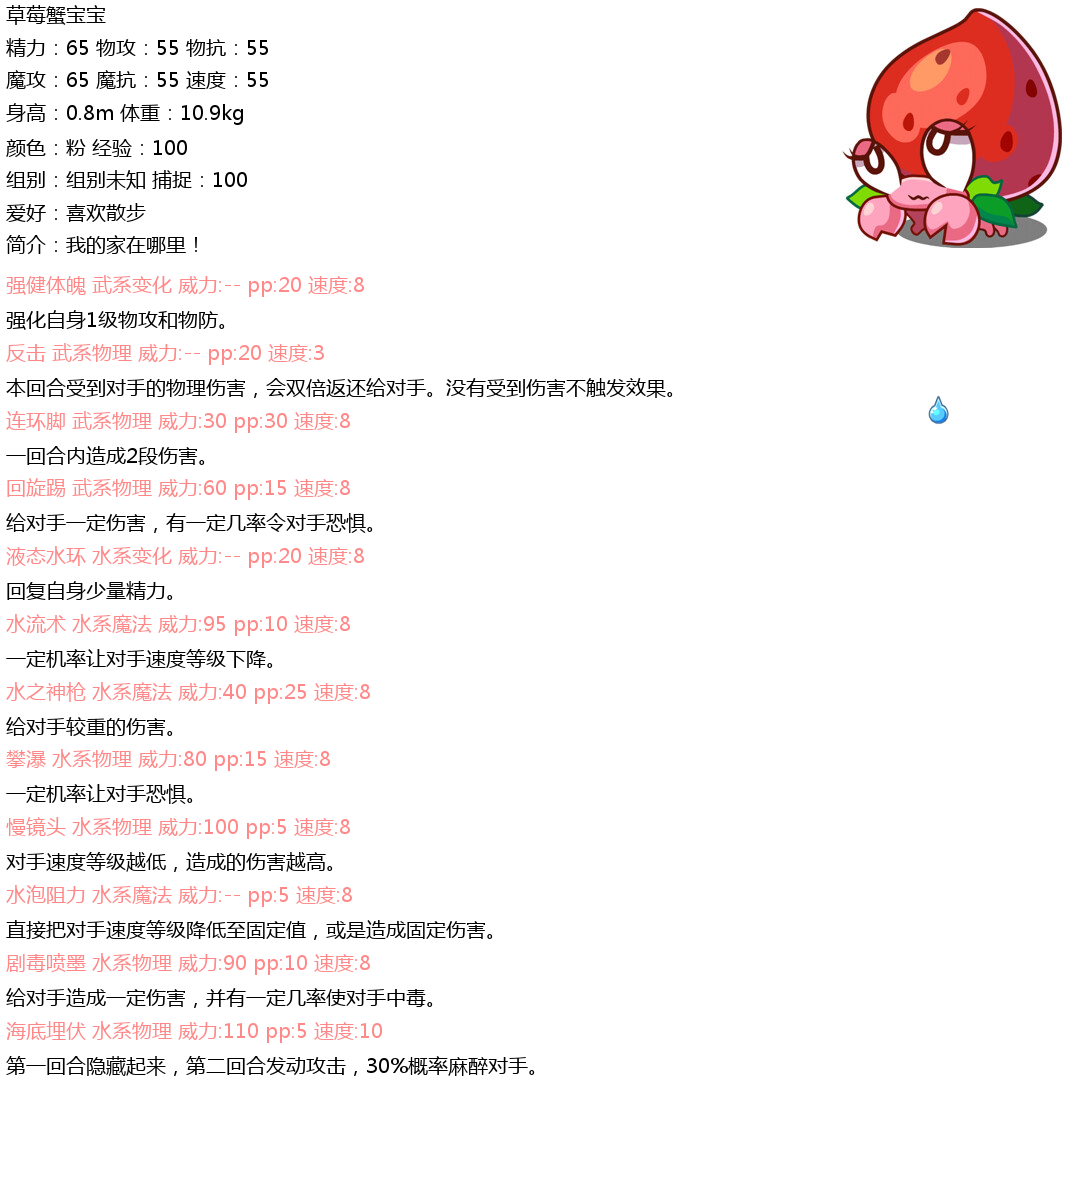 草莓蟹宝宝
精力：65 物攻：55 物抗：55
魔攻：65 魔抗：55 速度：55
身高：0.8m 体重：10.9kg
颜色：粉 经验：100
组别：组别未知 捕捉：100
爱好：喜欢散步
简介：我的家在哪里！
强健体魄 武系变化 威力:-- pp:20 速度:8
强化自身1级物攻和物防。
反击 武系物理 威力:-- pp:20 速度:3
本回合受到对手的物理伤害，会双倍返还给对手。没有受到伤害不触发效果。
连环脚 武系物理 威力:30 pp:30 速度:8
一回合内造成2段伤害。
回旋踢 武系物理 威力:60 pp:15 速度:8
给对手一定伤害，有一定几率令对手恐惧。
液态水环 水系变化 威力:-- pp:20 速度:8
回复自身少量精力。
水流术 水系魔法 威力:95 pp:10 速度:8
一定机率让对手速度等级下降。
水之神枪 水系魔法 威力:40 pp:25 速度:8
给对手较重的伤害。
攀瀑 水系物理 威力:80 pp:15 速度:8
一定机率让对手恐惧。
慢镜头 水系物理 威力:100 pp:5 速度:8
对手速度等级越低，造成的伤害越高。
水泡阻力 水系魔法 威力:-- pp:5 速度:8
直接把对手速度等级降低至固定值，或是造成固定伤害。
剧毒喷墨 水系物理 威力:90 pp:10 速度:8
给对手造成一定伤害，并有一定几率使对手中毒。
海底埋伏 水系物理 威力:110 pp:5 速度:10
第一回合隐藏起来，第二回合发动攻击，30%概率麻醉对手。